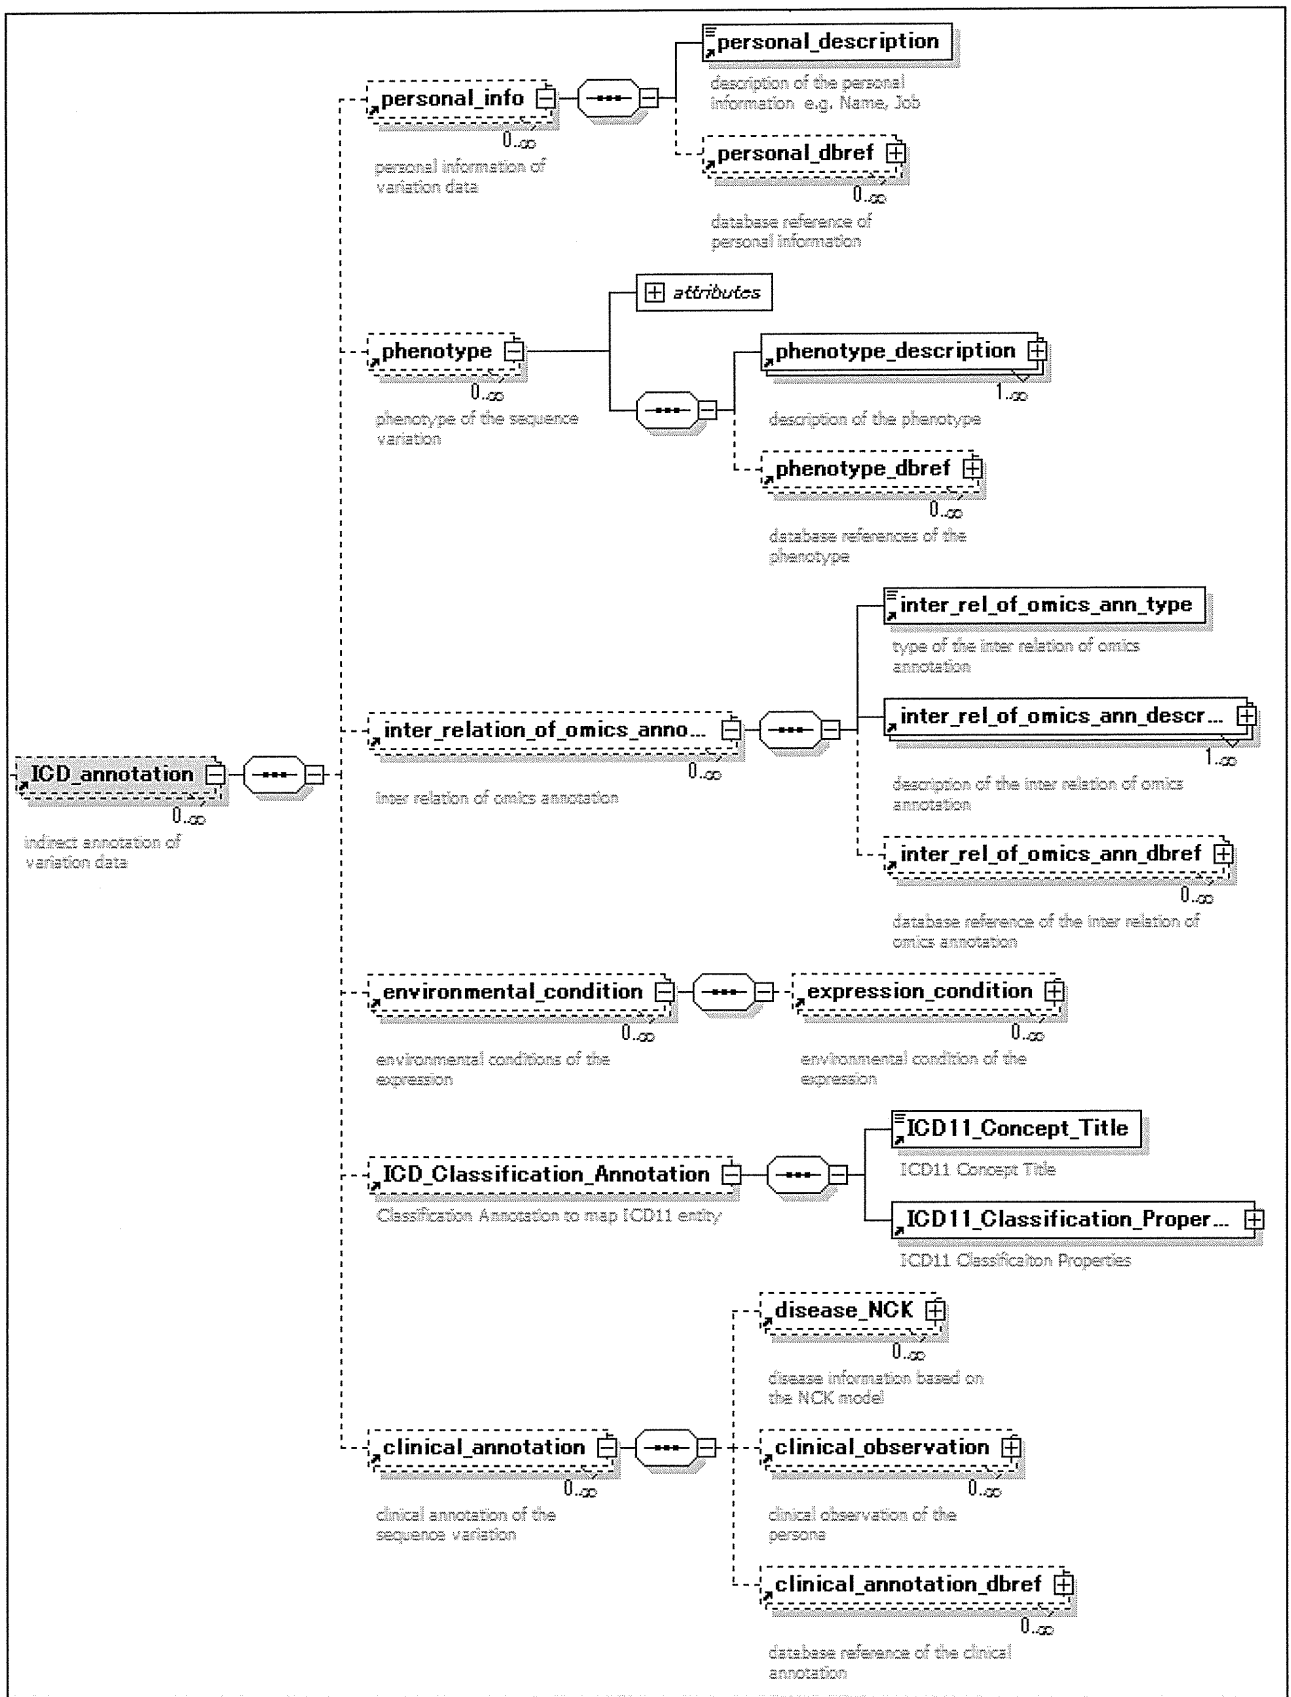 personal_description
description of the personal
information e.g. Name, Job
personal_info
0..∞
personal information of
variation data
personal_dbref
0..∞
database reference of
personal information
attributes
phenotype
0..∞
phenotype of the sequence
variation
phenotype_description
1..∞
description of the phenotype
phenotype_dbref
0..∞
database references of the
phenotype
inter_rel_of_omics_ann_type
type of the inter relation of omics
annotation
inter_relation_of_omics_anno...
0..∞
inter relation of omics annotation
inter_rel_of_omics_ann_descr...
1..∞
description of the inter relation of omics
annotation
ICD_annotation
0..∞
indirect annotation of
variation data
inter_rel_of_omics_ann_dbref
0..∞
database reference of the inter relation of
omics annotation
environmental_condition
0..∞
environmental conditions of the
expression
expression_condition
0..∞
environmental condition of the
expression
ICD11_Concept_Title
ICD11 Concept Title
ICD_Classification_Annotation
Classification Annotation to map ICD11 entity
ICD11_Classification_Proper...
ICD11 Classificaiton Properties
disease_NCK
0..∞
disease information based on
the NCK model
clinical_annotation
0..∞
clinical annotation of the
sequence variation
clinical_observation
0..∞
clinical observation of the
persona
clinical_annotation_dbref
0..∞
database reference of the clinical
annotation